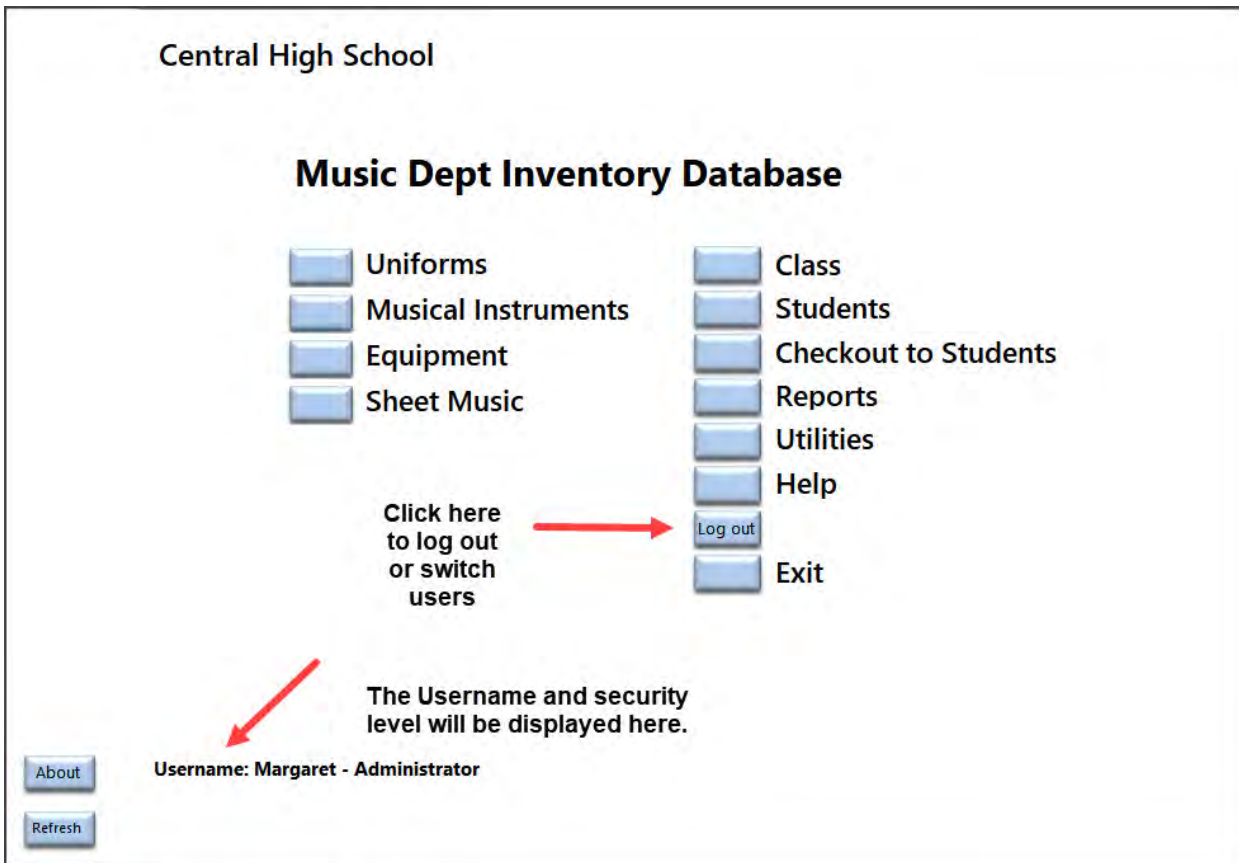 Central High School
Music Dept Inventory Database
Uniforms
Musical Instruments
Equipment
Sheet Music
Class
Students
Checkout to Students
Reports
Utilities
Help
Log out
Exit
Click here
to log out
or switch
users
The Username and security
level will be displayed here.
About
Username: Margaret - Administrator
Refresh